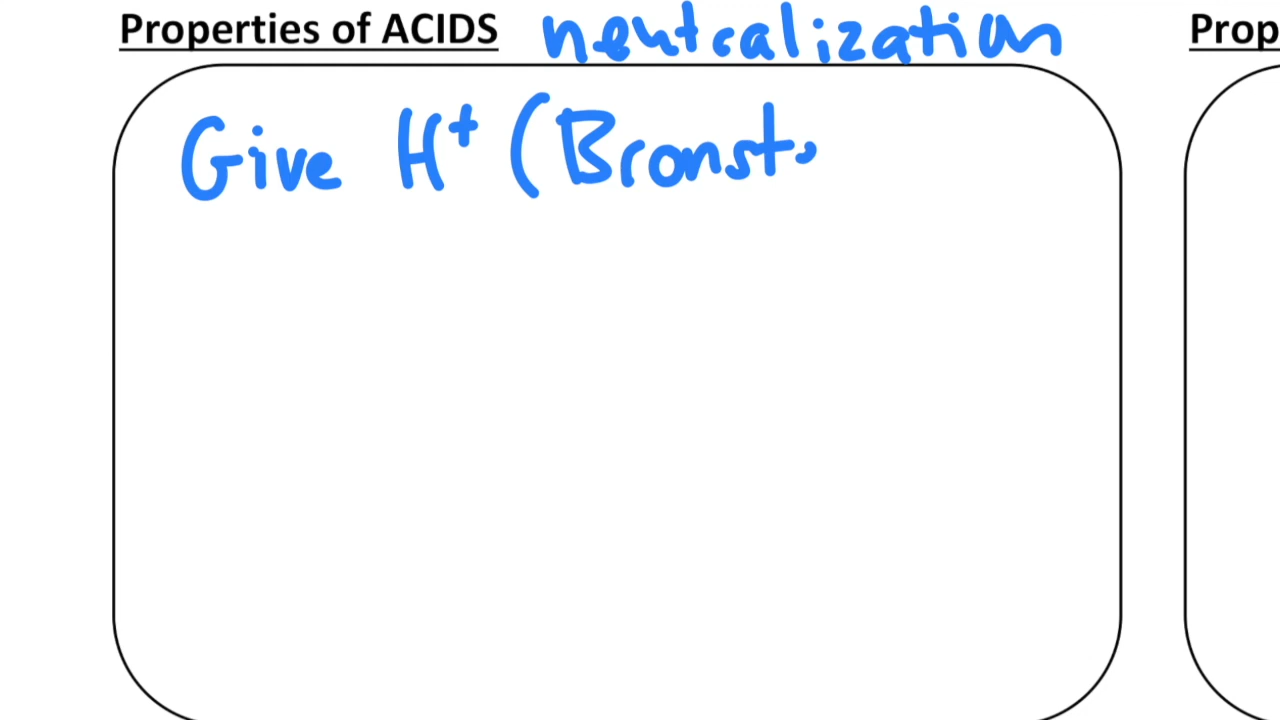 Properties of ACIDS neutralization Prop
Give H⁺ (Bronst